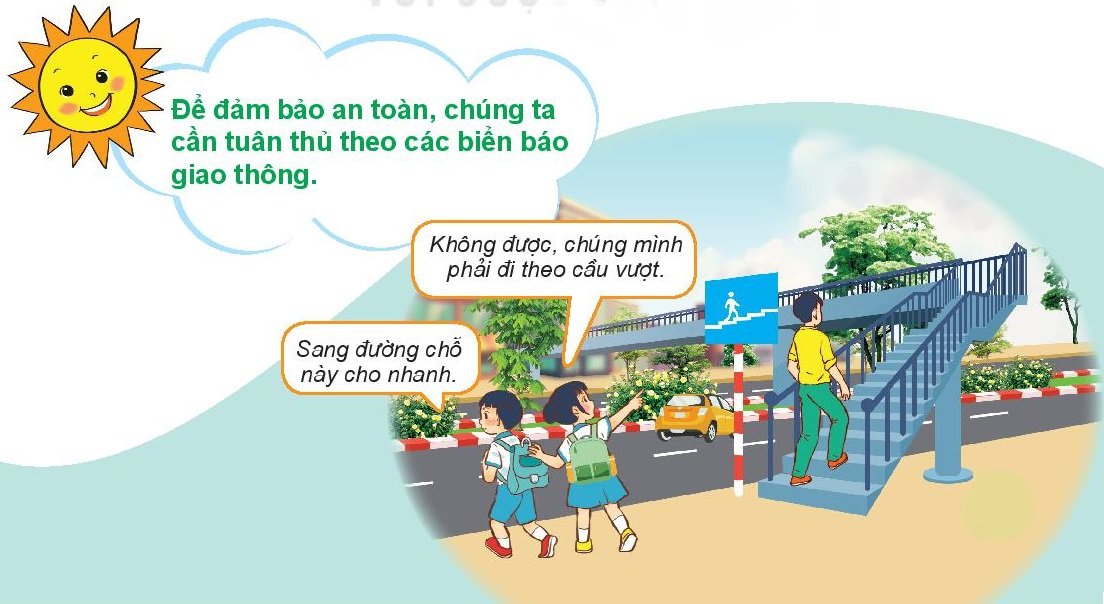 Để đảm bảo an toàn, chúng ta
cần tuân thủ theo các biển báo
giao thông.
Không được, chúng mình
phải đi theo cầu vượt.
Sang đường chỗ
này cho nhanh.